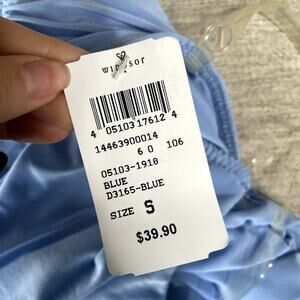 windsor
4 05103 17612 4
14463900014
6 0 106
05103-1918
BLUE
D3165-BLUE
SIZE S
$39.90